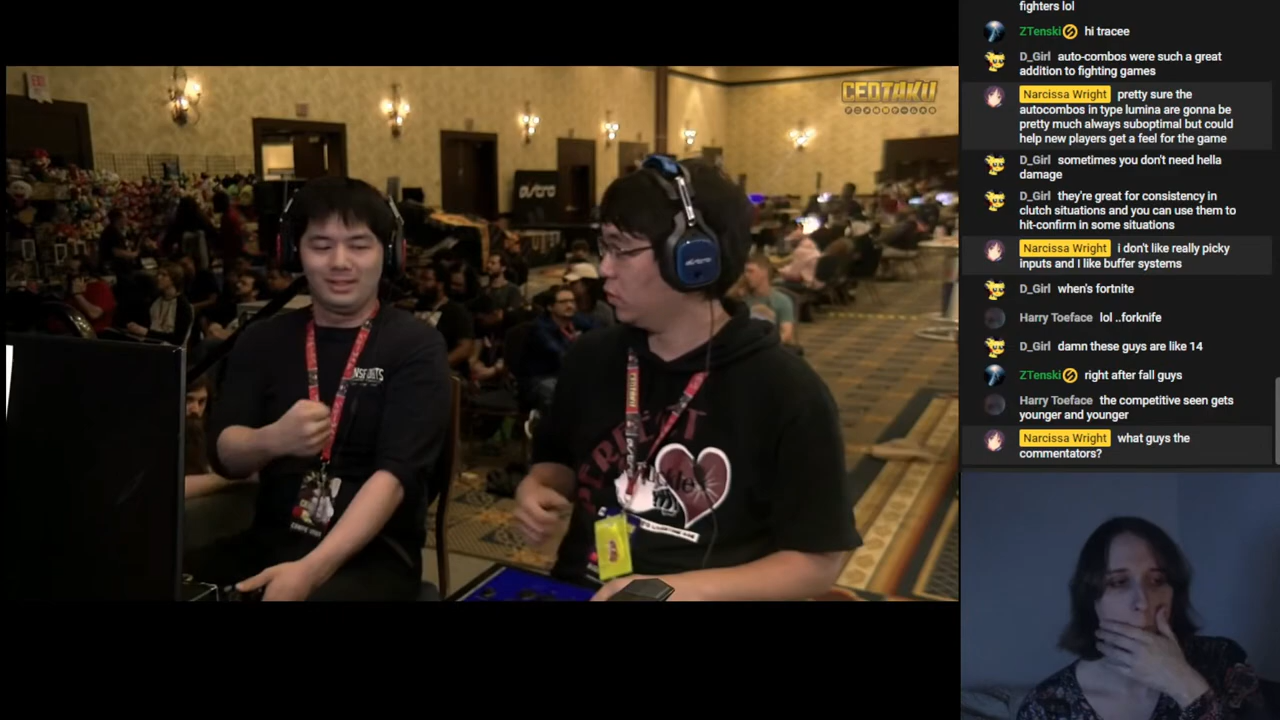 CEOTAKU
astro
astro
PERFECT
fighters lol
ZTenski hi tracee
D_Girl auto-combos were such a great
addition to fighting games
Narcissa Wright pretty sure the
autocombos in type lumina are gonna be
pretty much always suboptimal but could
help new players get a feel for the game
D_Girl sometimes you don't need hella
damage
D_Girl they're great for consistency in
clutch situations and you can use them to
hit-confirm in some situations
Narcissa Wright i don't like really picky
inputs and I like buffer systems
D_Girl when's fortnite
Harry Toeface lol ..forknife
D_Girl damn these guys are like 14
ZTenski right after fall guys
Harry Toeface the competitive seen gets
younger and younger
Narcissa Wright what guys the
commentators?